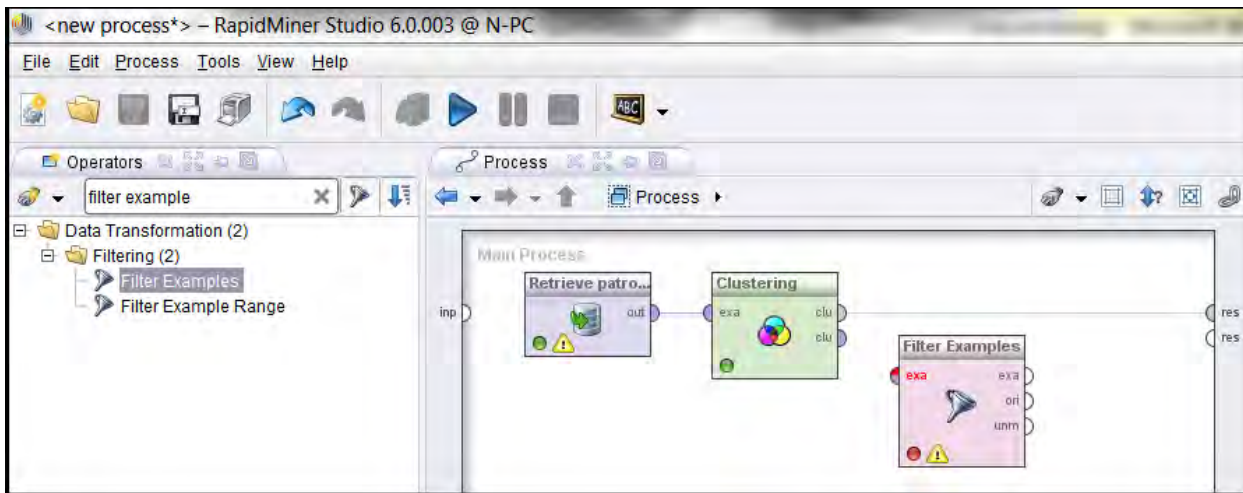 <new process*> – RapidMiner Studio 6.0.003 @ N-PC
File Edit Process Tools View Help
ABC
Operators
Process
filter example
Process
Data Transformation (2)
Filtering (2)
Filter Examples
Filter Example Range
Main Process
Retrieve patro...
Clustering
inp
out
exa
clu
res
clu
res
Filter Examples
exa
exa
ori
unm